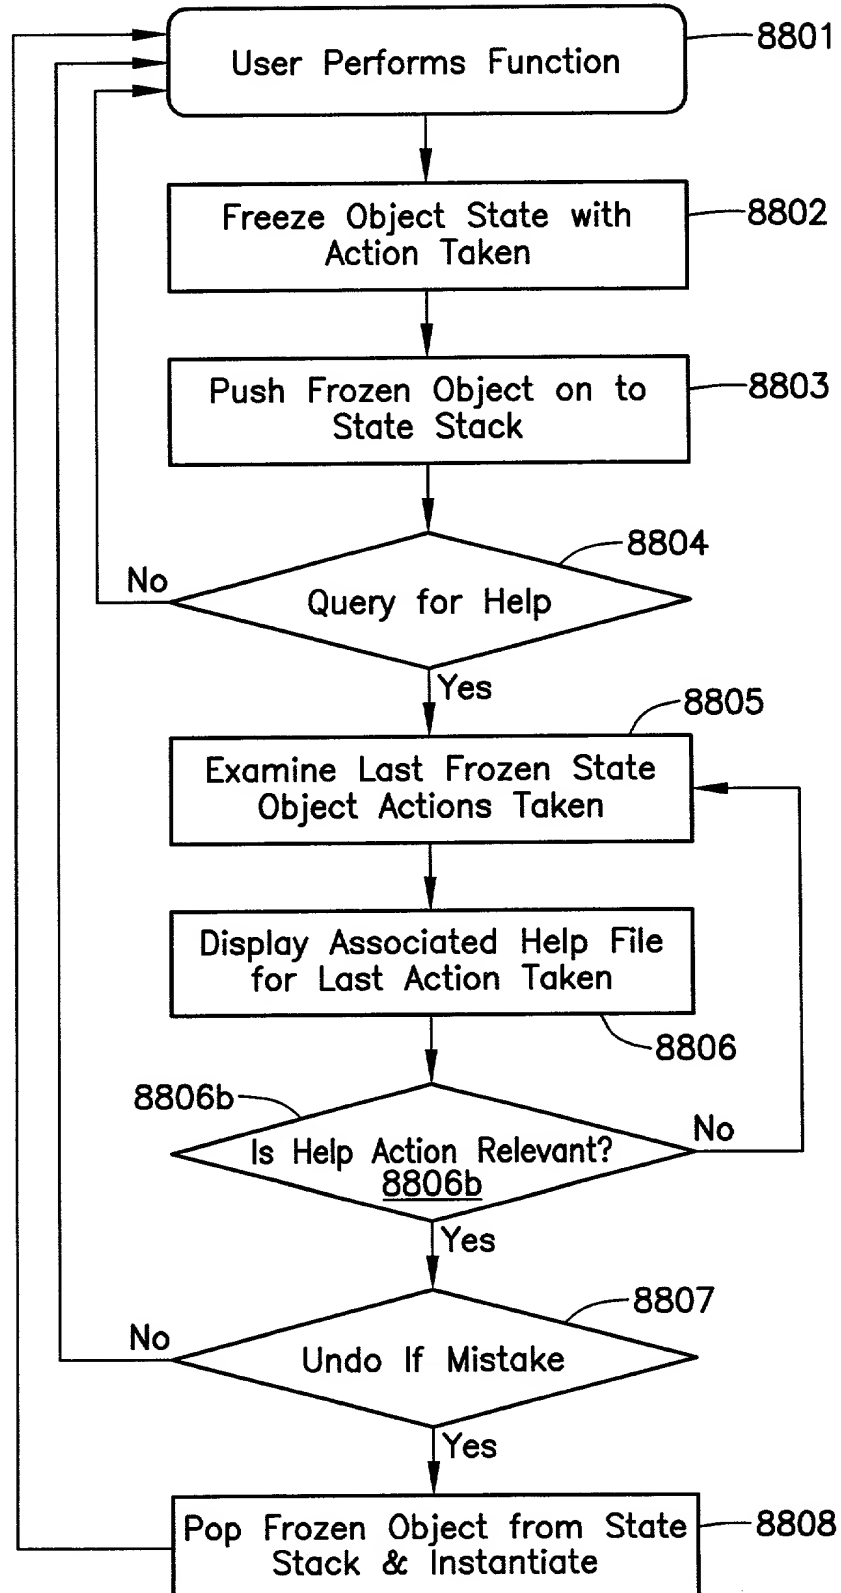 User Performs Function
8801
Freeze Object State with
Action Taken
8802
Push Frozen Object on to
State Stack
8803
8804
No
Query for Help
Yes
8805
Examine Last Frozen State
Object Actions Taken
Display Associated Help File
for Last Action Taken
8806
8806b
No
Is Help Action Relevant?
8806b
Yes
8807
No
Undo If Mistake
Yes
Pop Frozen Object from State
Stack & Instantiate
8808